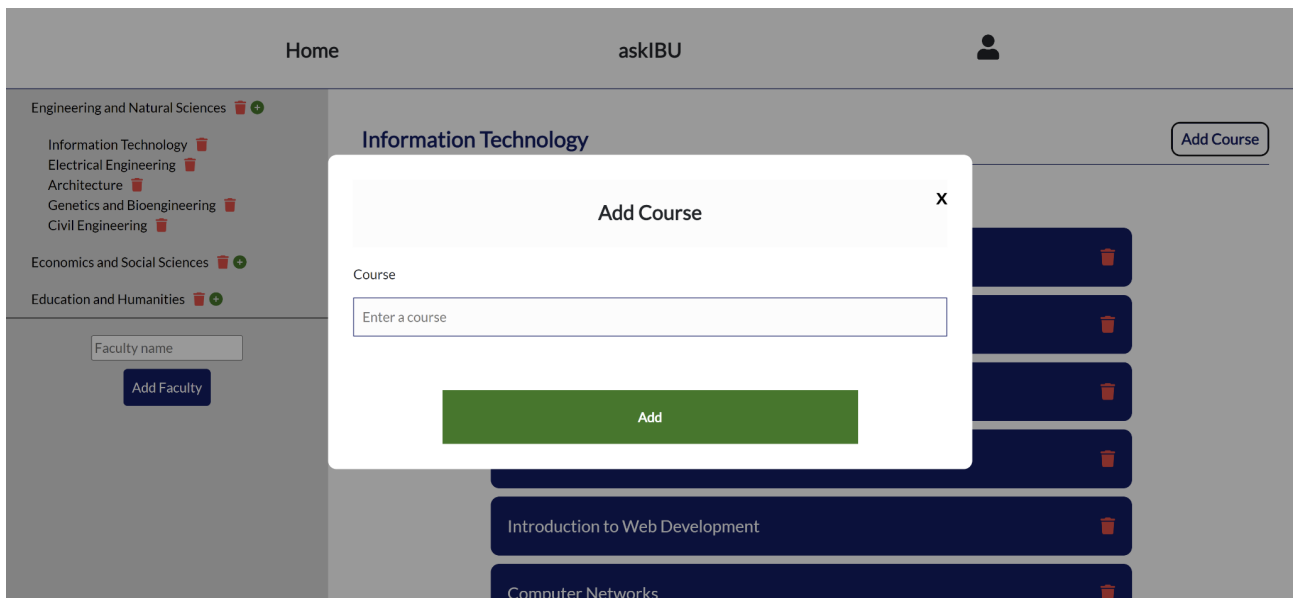 Home
askIBU
Engineering and Natural Sciences
Information Technology
Electrical Engineering
Architecture
Genetics and Bioengineering
Civil Engineering
Economics and Social Sciences
Education and Humanities
Faculty name
Add Faculty
Information Technology
Add Course
Add Course
X
Course
Enter a course
Add
Introduction to Web Development
Computer Networks